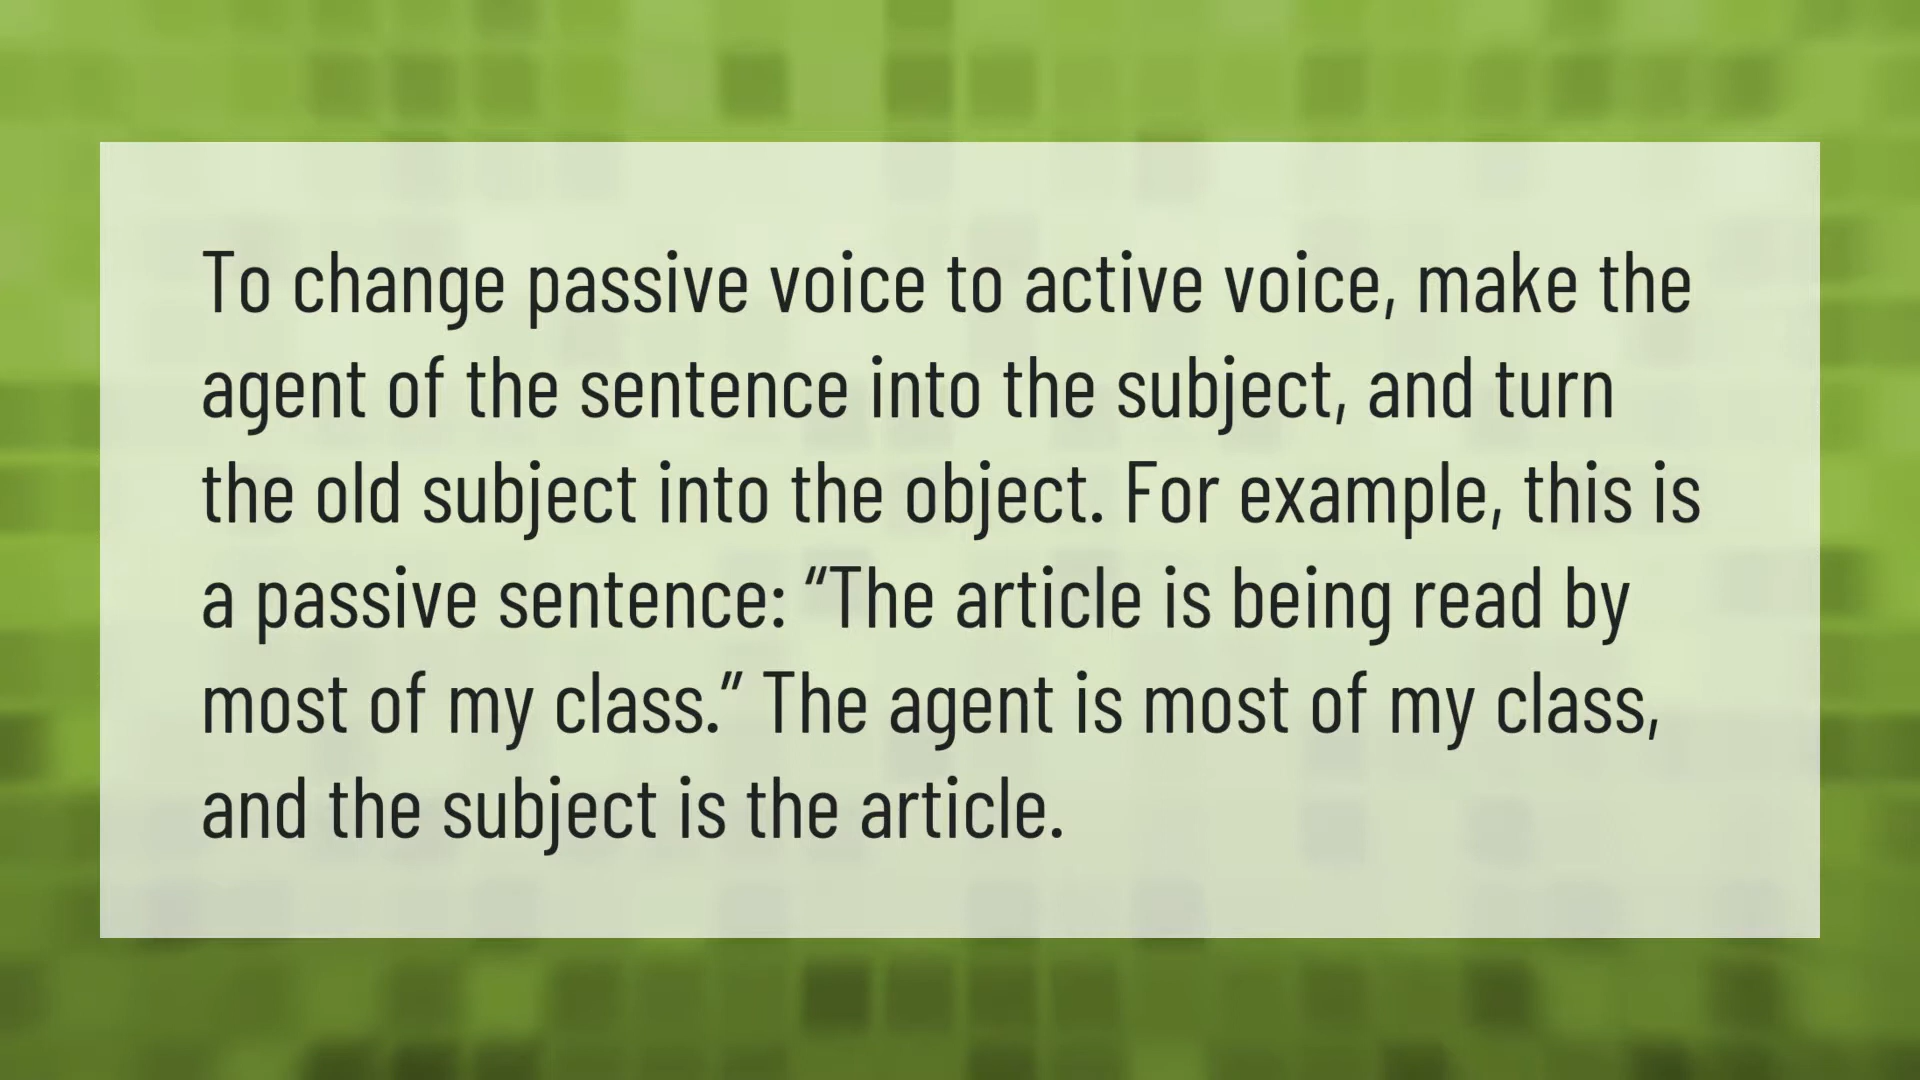 To change passive voice to active voice, make the
agent of the sentence into the subject, and turn
the old subject into the object. For example, this is
a passive sentence: “The article is being read by
most of my class.” The agent is most of my class,
and the subject is the article.